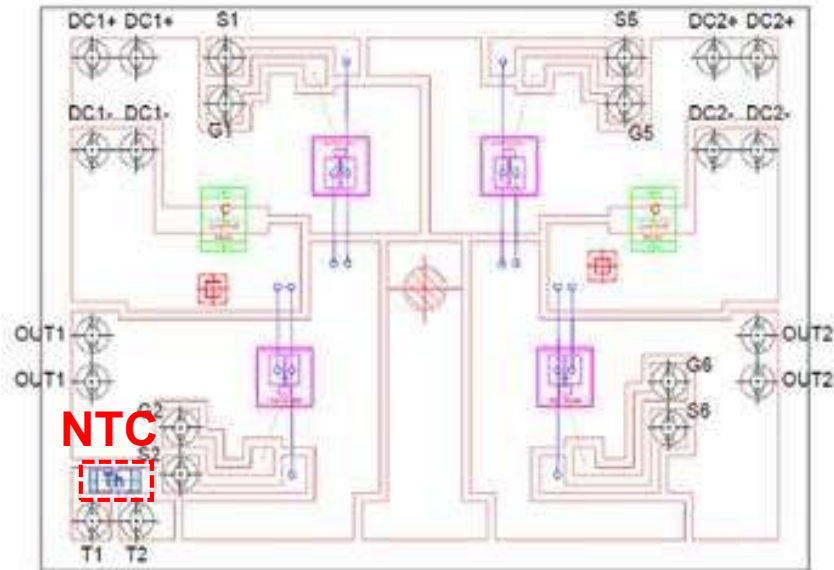 DC1+ DC1+ S1 S5 DC2+ DC2+
DC1- DC1- G1 G5 DC2- DC2-
C C
OUT1 OUT2
OUT1 G6 OUT2
G2
NTC S6
S2
Th
T1 T2